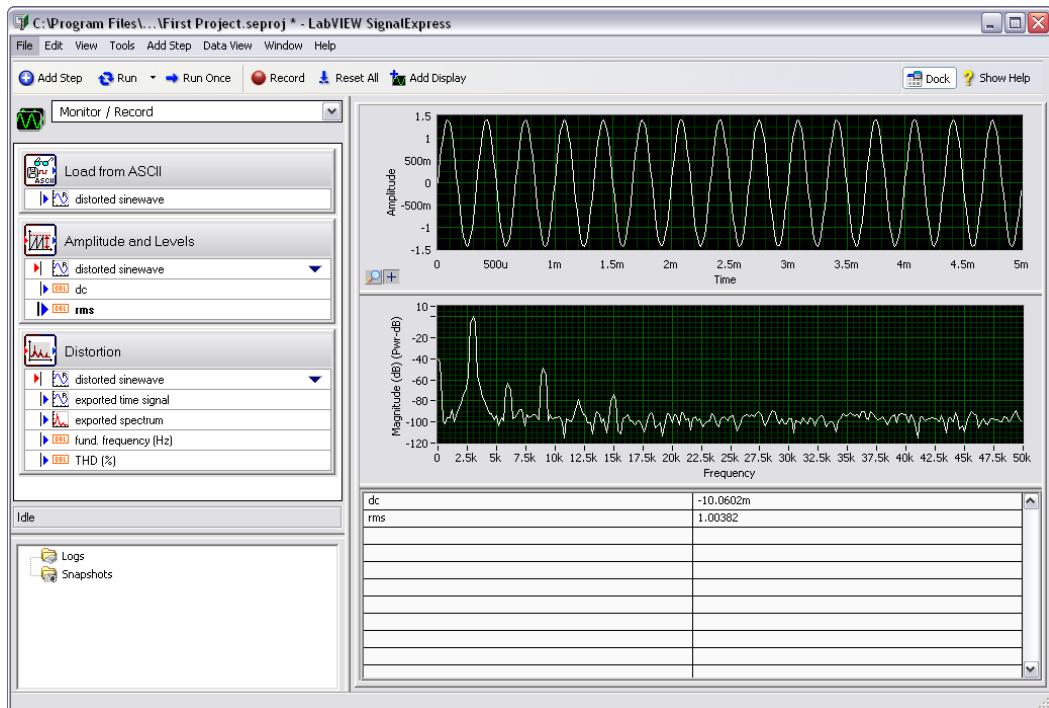 C:\Program Files\...\First Project.seproj * - LabVIEW SignalExpress
File Edit View Tools Add Step Data View Window Help
Add Step Run Run Once Record Reset All Add Display Dock Show Help
Monitor / Record
Load from ASCII
ASCII
distorted sinewave
Amplitude and Levels
distorted sinewave
DBL dc
DBL rms
Distortion
distorted sinewave
exported time signal
exported spectrum
DBL fund. frequency (Hz)
DBL THD (%)
Idle
Logs
Snapshots
Amplitude
1.5
1
500m
0
-500m
-1
-1.5
0 500u 1m 1.5m 2m 2.5m 3m 3.5m 4m 4.5m 5m
Time
Magnitude (dB) (Pwr-dB)
10
-20
-40
-60
-80
-100
-120
0 2.5k 5k 7.5k 10k 12.5k 15k 17.5k 20k 22.5k 25k 27.5k 30k 32.5k 35k 37.5k 40k 42.5k 45k 47.5k 50k
Frequency
dc -10.0602m
rms 1.00382